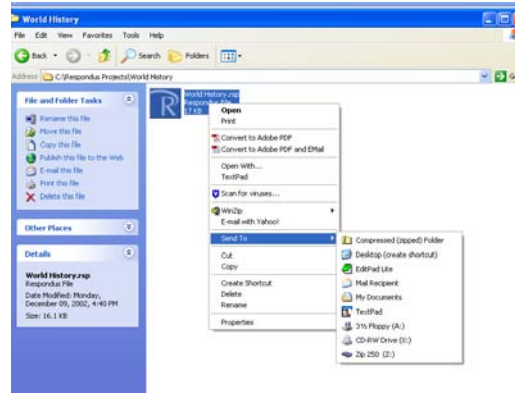 World History
File Edit View Favorites Tools Help
Back Search Folders
Address C:\Respondus Projects\World History
File and Folder Tasks
Rename this file
Move this file
Copy this file
Publish this file to the Web
E-mail this file
Print this file
Delete this file
Other Places
Details
World History.rsp
Respondus File
Date Modified: Monday,
December 09, 2002, 4:40 PM
Size: 16.1 KB
World History.rsp
Respondus File
17 KB
Open
Print
Convert to Adobe PDF
Convert to Adobe PDF and EMail
Open With...
TextPad
Scan for viruses...
WinZip
E-mail with Yahoo!
Send To
Cut
Copy
Create Shortcut
Delete
Rename
Properties
Compressed (zipped) Folder
Desktop (create shortcut)
EditPad Lite
Mail Recipient
My Documents
TextPad
3½ Floppy (A:)
CD-RW Drive (X:)
Zip 250 (Z:)